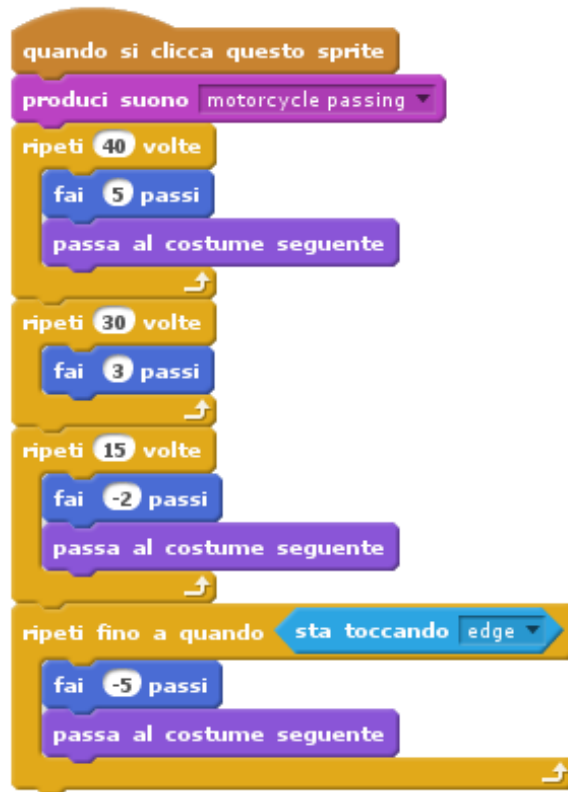 quando si clicca questo sprite
produci suono motorcycle passing
ripeti 40 volte
fai 5 passi
passa al costume seguente
ripeti 30 volte
fai 3 passi
ripeti 15 volte
fai -2 passi
passa al costume seguente
ripeti fino a quando sta toccando edge
fai -5 passi
passa al costume seguente